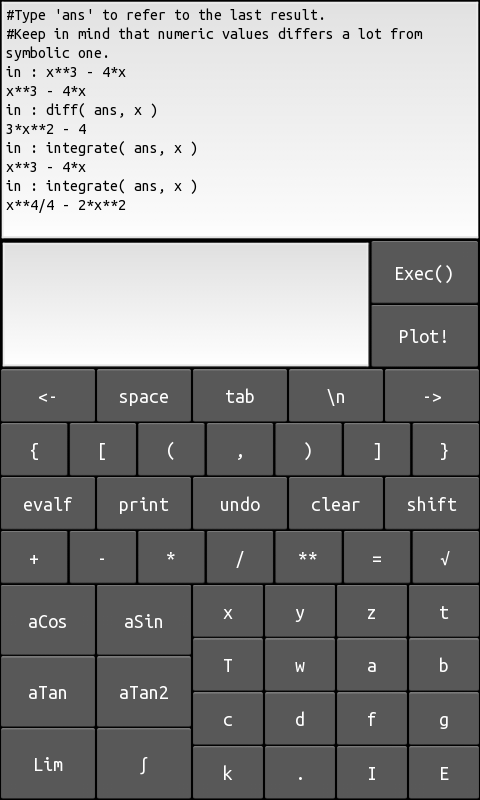 #Type 'ans' to refer to the last result.
#Keep in mind that numeric values differs a lot from
symbolic one.
in : x**3 - 4*x
x**3 - 4*x
in : diff( ans, x )
3*x**2 - 4
in : integrate( ans, x )
x**3 - 4*x
in : integrate( ans, x )
x**4/4 - 2*x**2
Exec()
Plot!
<- space tab \n ->
{ [ ( , ) ] }
evalf print undo clear shift
+ - * / ** = √
aCos aSin x y z t
T w a b
aTan aTan2
c d f g
Lim ∫ k . I E